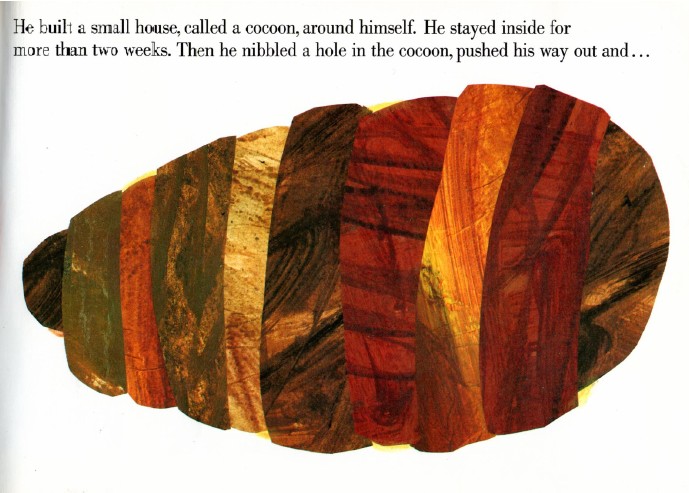 He built a small house, called a cocoon, around himself. He stayed inside for
more than two weeks. Then he nibbled a hole in the cocoon, pushed his way out and...